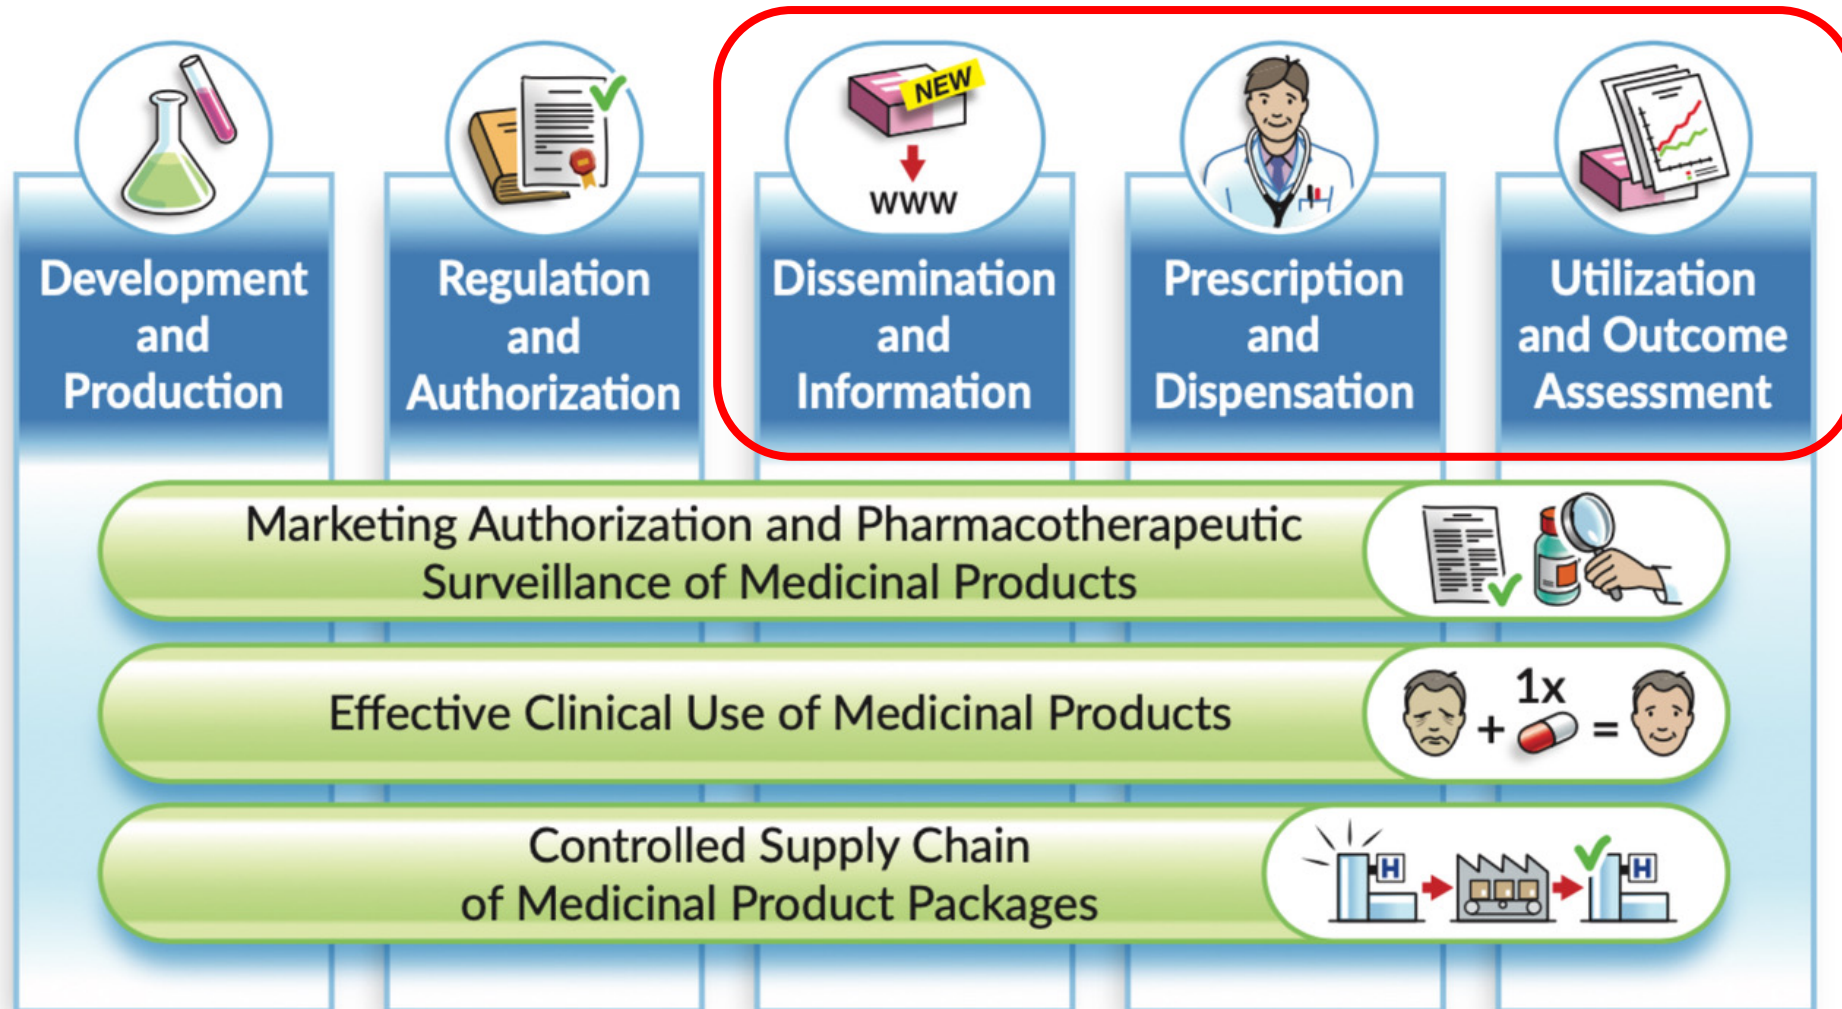 NEW
www
Development
and
Production
Regulation
and
Authorization
Dissemination
and
Information
Prescription
and
Dispensation
Utilization
and Outcome
Assessment
Marketing Authorization and Pharmacotherapeutic
Surveillance of Medicinal Products
Effective Clinical Use of Medicinal Products
1x
+ =
Controlled Supply Chain
of Medicinal Product Packages
H
H